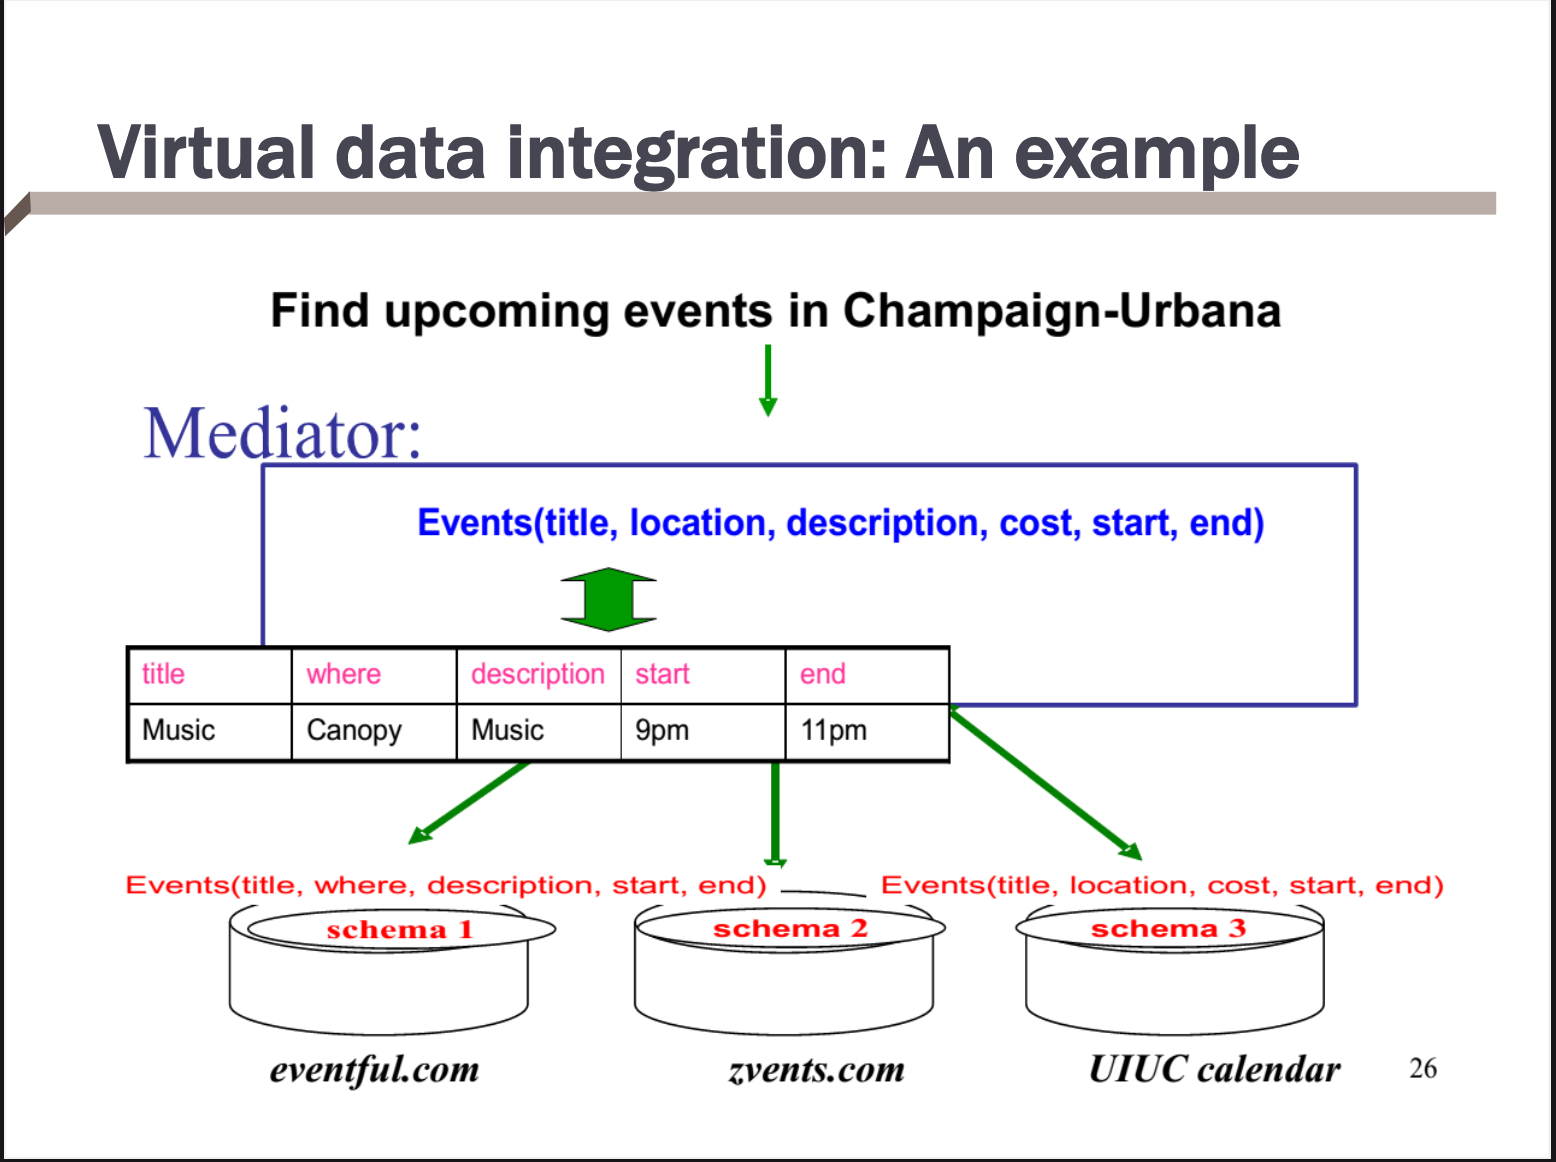 Virtual data integration: An example
Find upcoming events in Champaign-Urbana
Mediator:
Events(title, location, description, cost, start, end)
title where description start end
Music Canopy Music 9pm 11pm
Events(title, where, description, start, end)
Events(title, location, cost, start, end)
schema 1
schema 2
schema 3
eventful.com
zvents.com
UIUC calendar
26